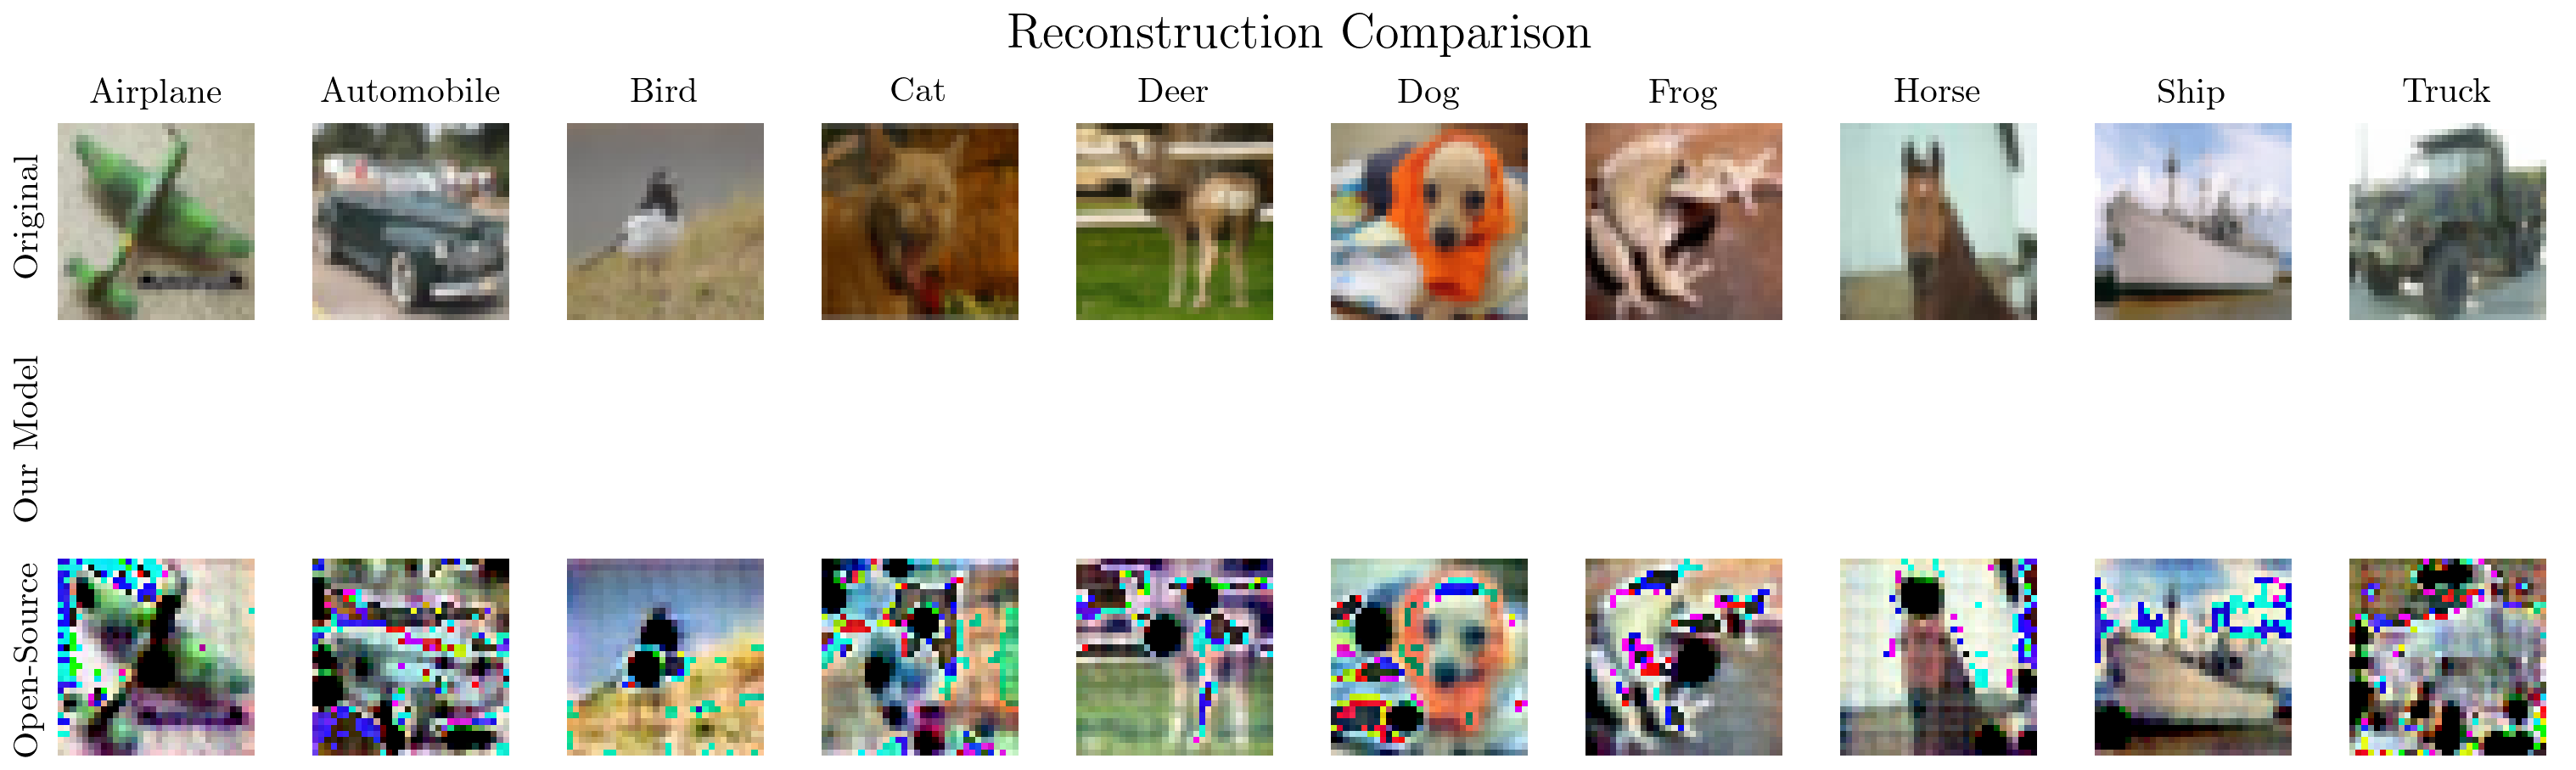 Reconstruction Comparison
Airplane Automobile Bird Cat Deer Dog Frog Horse Ship Truck
Original
Our Model
Open-Source